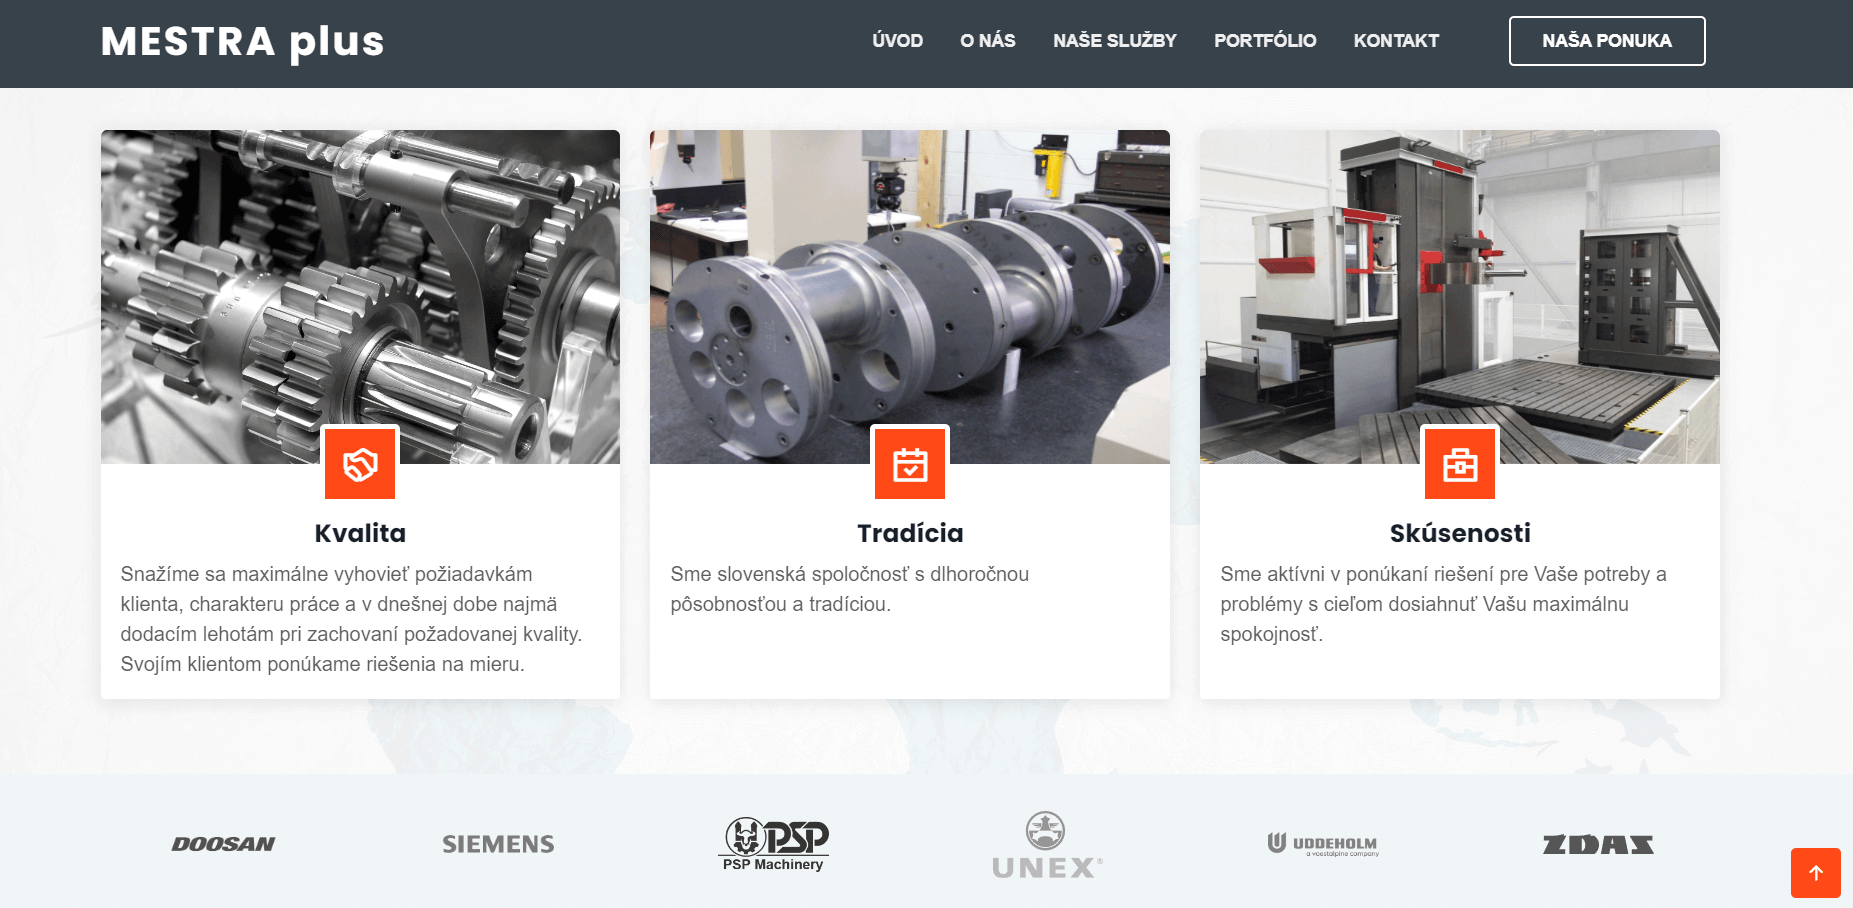 MESTRA plus
ÚVOD O NÁS NAŠE SLUŽBY PORTFÓLIO KONTAKT NAŠA PONUKA
Kvalita
Snažíme sa maximálne vyhovieť požiadavkám
klienta, charakteru práce a v dnešnej dobe najmä
dodacím lehotám pri zachovaní požadovanej kvality.
Svojím klientom ponúkame riešenia na mieru.
Tradícia
Sme slovenská spoločnosť s dlhoročnou
pôsobnosťou a tradíciou.
Skúsenosti
Sme aktívni v ponúkaní riešení pre Vaše potreby a
problémy s cieľom dosiahnuť Vašu maximálnu
spokojnosť.
DOOSAN
SIEMENS
PSP
PSP Machinery
UNEX®
UDDEHOLM
a voestalpine company
ZDAS